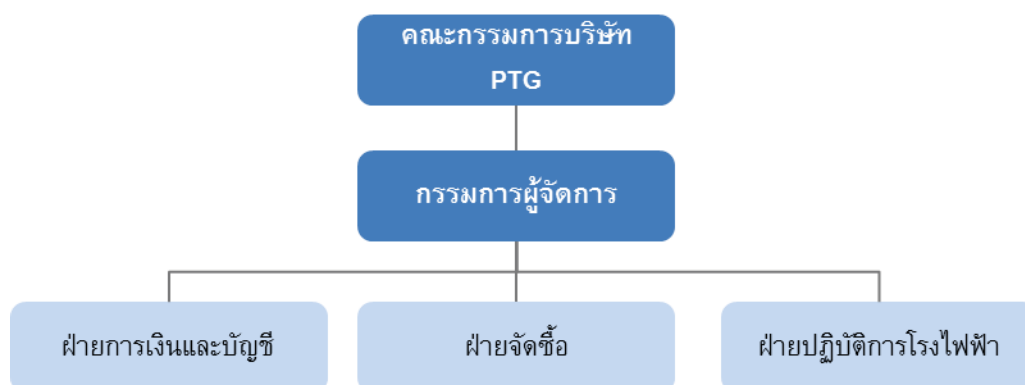 คณะกรรมการบริษัท
PTG
กรรมการผู้จัดการ
ฝ่ายการเงินและบัญชี
ฝ่ายจัดซื้อ
ฝ่ายปฏิบัติการโรงไฟฟ้า